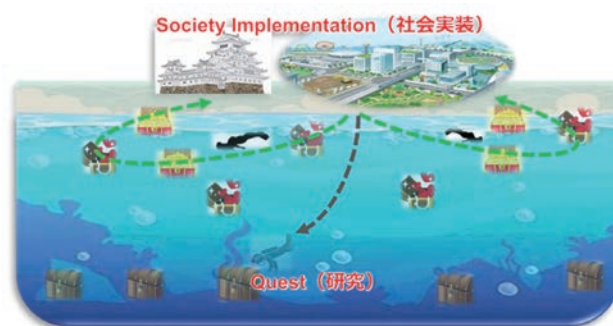 Society Implementation（社会実装）
Quest（研究）